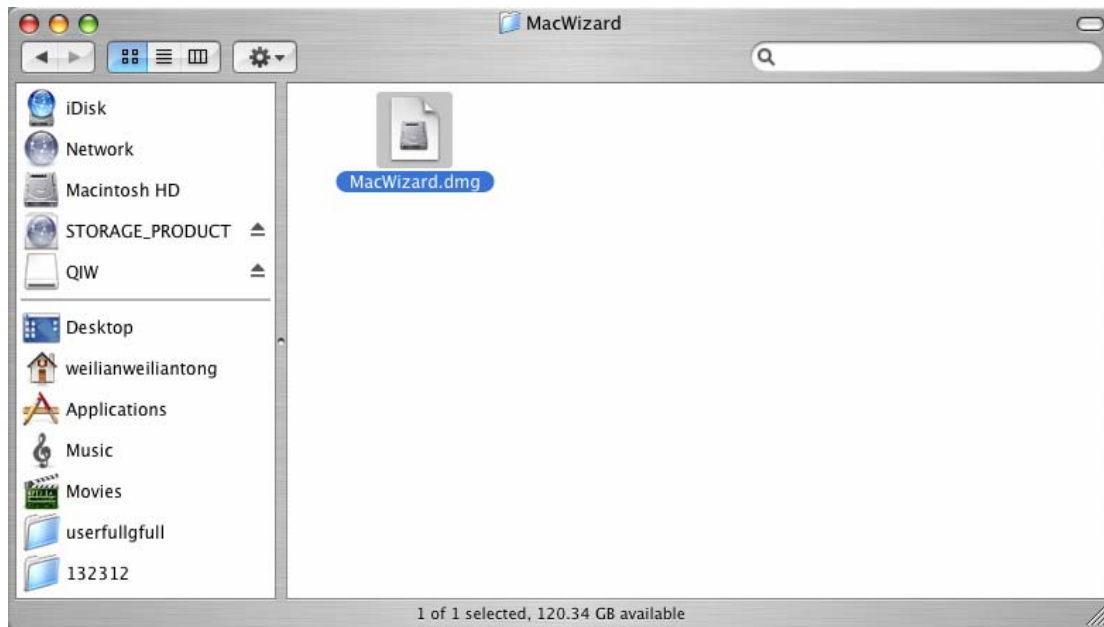 MacWizard
iDisk
Network
Macintosh HD
STORAGE_PRODUCT
QIW
Desktop
weilianweiliantong
Applications
Music
Movies
userfullgfull
132312
MacWizard.dmg
1 of 1 selected, 120.34 GB available